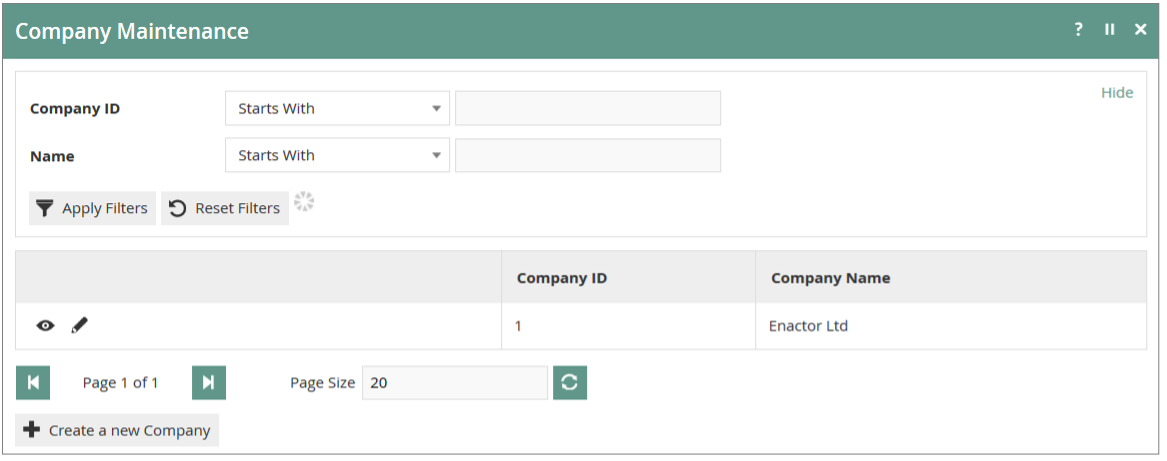 Company Maintenance ?
Hide
Company ID Starts With
Name Starts With
Apply Filters Reset Filters
Company ID Company Name
1 Enactor Ltd
Page 1 of 1 Page Size 20
Create a new Company